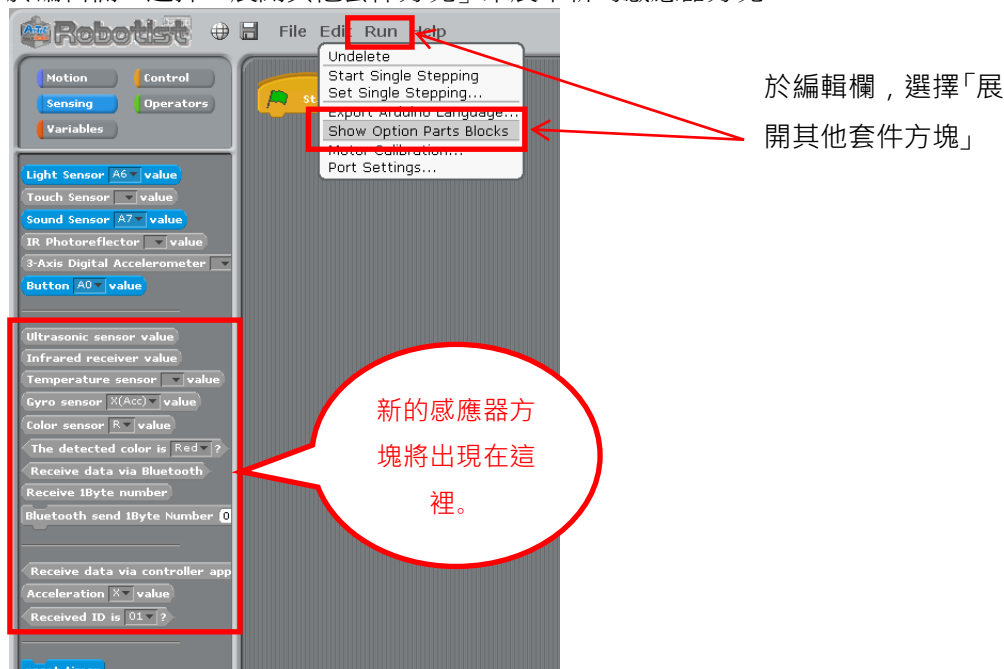 Robotist File Edit Run Help
Undelete
Start Single Stepping
Set Single Stepping...
Export Arduino Language...
Show Option Parts Blocks
Motor Calibration...
Port Settings...
Motion Control
Sensing Operators
Variables
於編輯欄，選擇「展
開其他套件方塊」
Light Sensor A6 value
Touch Sensor value
Sound Sensor A7 value
IR Photoreflector value
3-Axis Digital Accelerometer
Button A0 value
Ultrasonic sensor value
Infrared receiver value
Temperature sensor value
Gyro sensor X(Acc) value
Color sensor R value
The detected color is Red ?
Receive data via Bluetooth
Receive 1Byte number
Bluetooth send 1Byte Number 0
Receive data via controller app
Acceleration X value
Received ID is 01 ?
新的感應器方
塊將出現在這
裡。